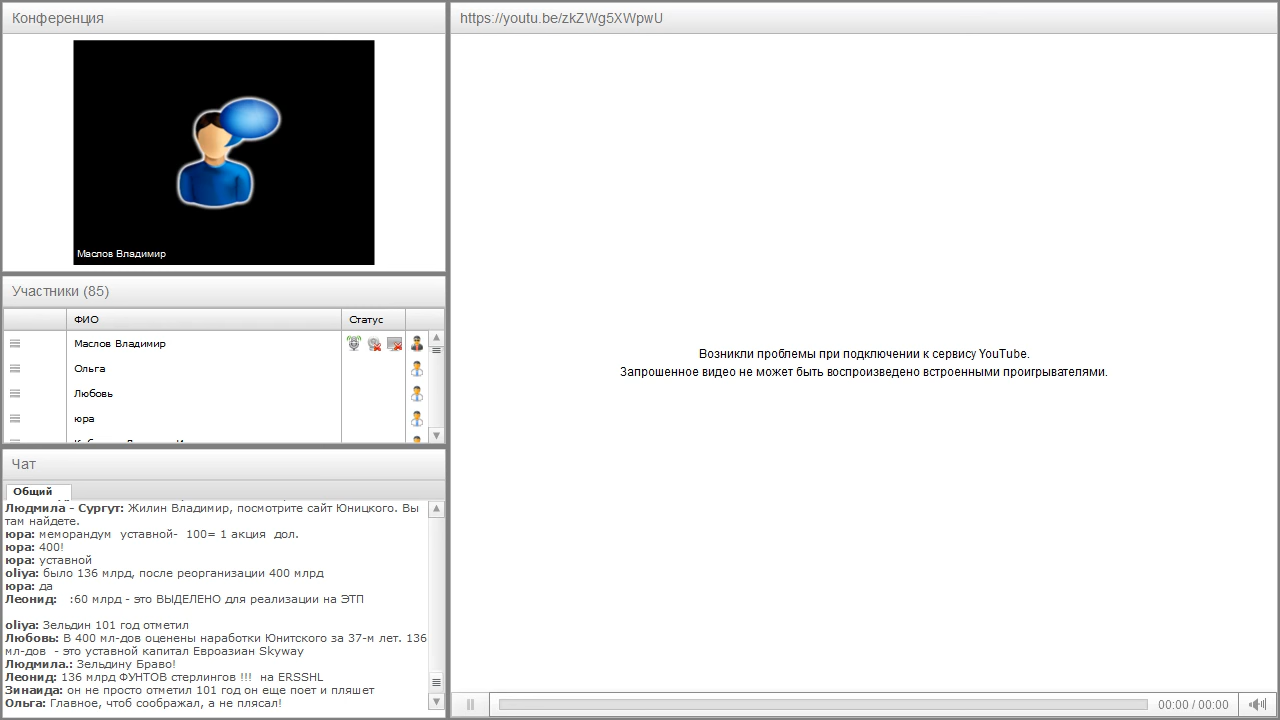 Конференция
https://youtu.be/zkZWg5XWpwU
Маслов Владимир
Участники (85)
ФИО Статус
Маслов Владимир
Ольга
Любовь
юра
Возникли проблемы при подключении к сервису YouTube.
Запрошенное видео не может быть воспроизведено встроенными проигрывателями.
Чат
Общий
Людмила - Сургут: Жилин Владимир, посмотрите сайт Юницкого. Вы
там найдете.
юра: меморандум уставной- 100= 1 акция дол.
юра: 400!
юра: уставной
oliya: было 136 млрд, после реорганизации 400 млрд
юра: да
Леонид: :60 млрд - это ВЫДЕЛЕНО для реализации на ЭТП
oliya: Зельдин 101 год отметил
Любовь: В 400 мл-дов оценены наработки Юнитского за 37-м лет. 136
мл-дов - это уставной капитал Евроазиан Skyway
Людмила.: Зельдину Браво!
Леонид: 136 млрд ФУНТОВ стерлингов !!! на ERSSHL
Зинаида: он не просто отметил 101 год он еще поет и пляшет
Ольга: Главное, чтоб соображал, а не плясал!
00:00 / 00:00